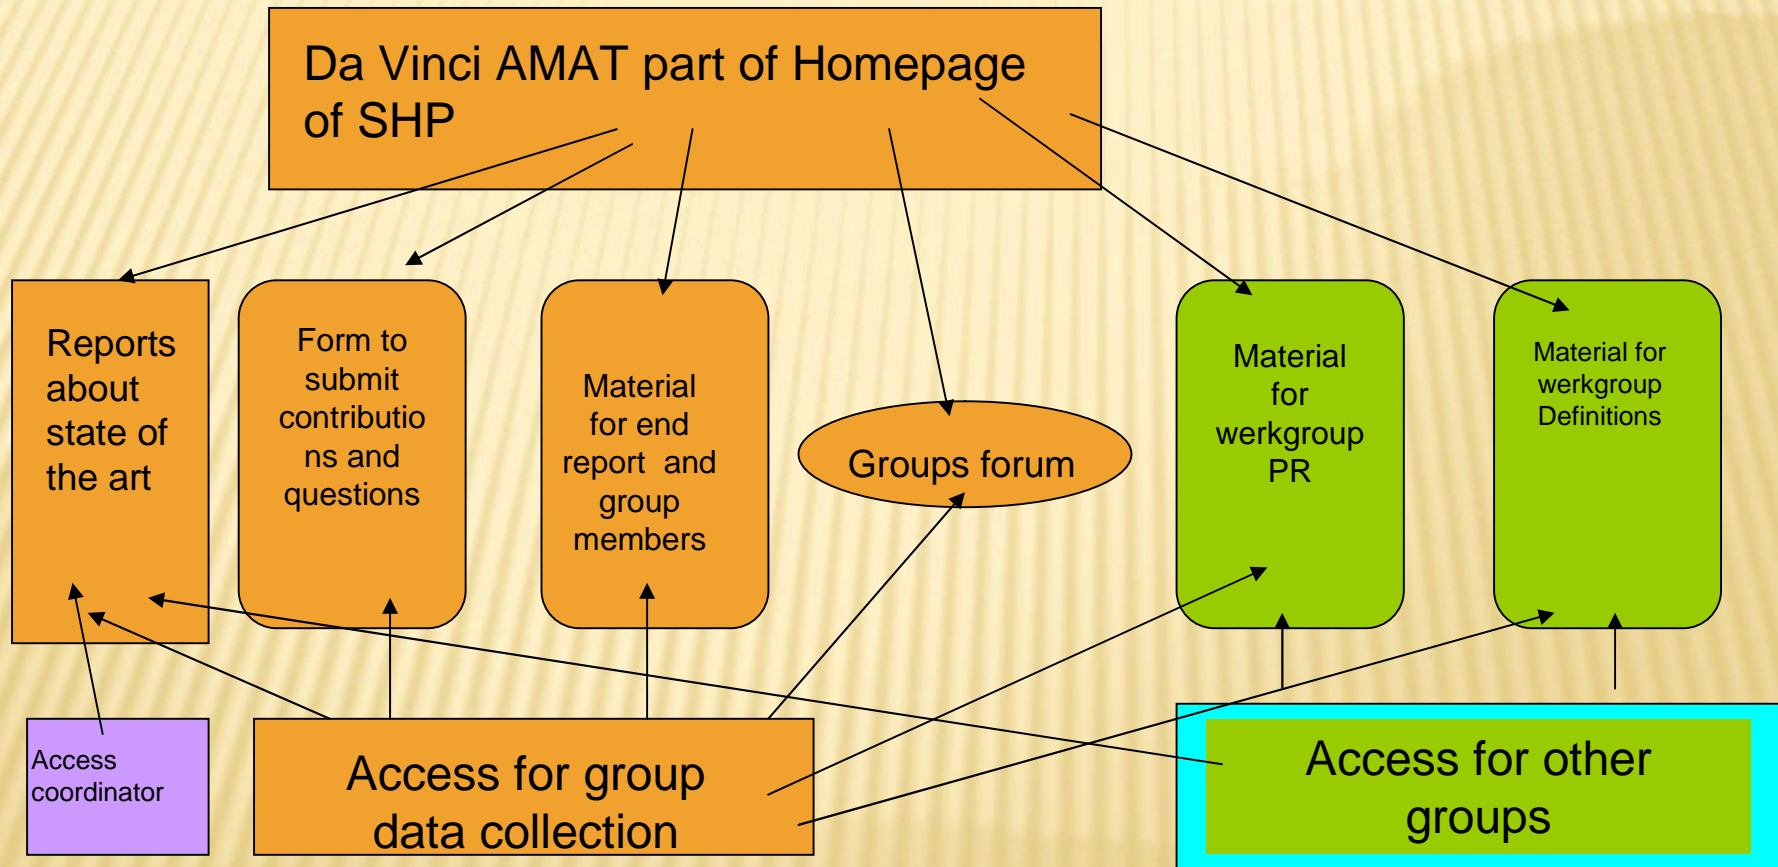 Da Vinci AMAT part of Homepage
of SHP
Reports
about
state of
the art
Form to
submit
contributio
ns and
questions
Material
for end
report and
group
members
Groups forum
Material
for
werkgroup
PR
Material for
werkgroup
Definitions
Access
coordinator
Access for group
data collection
Access for other
groups